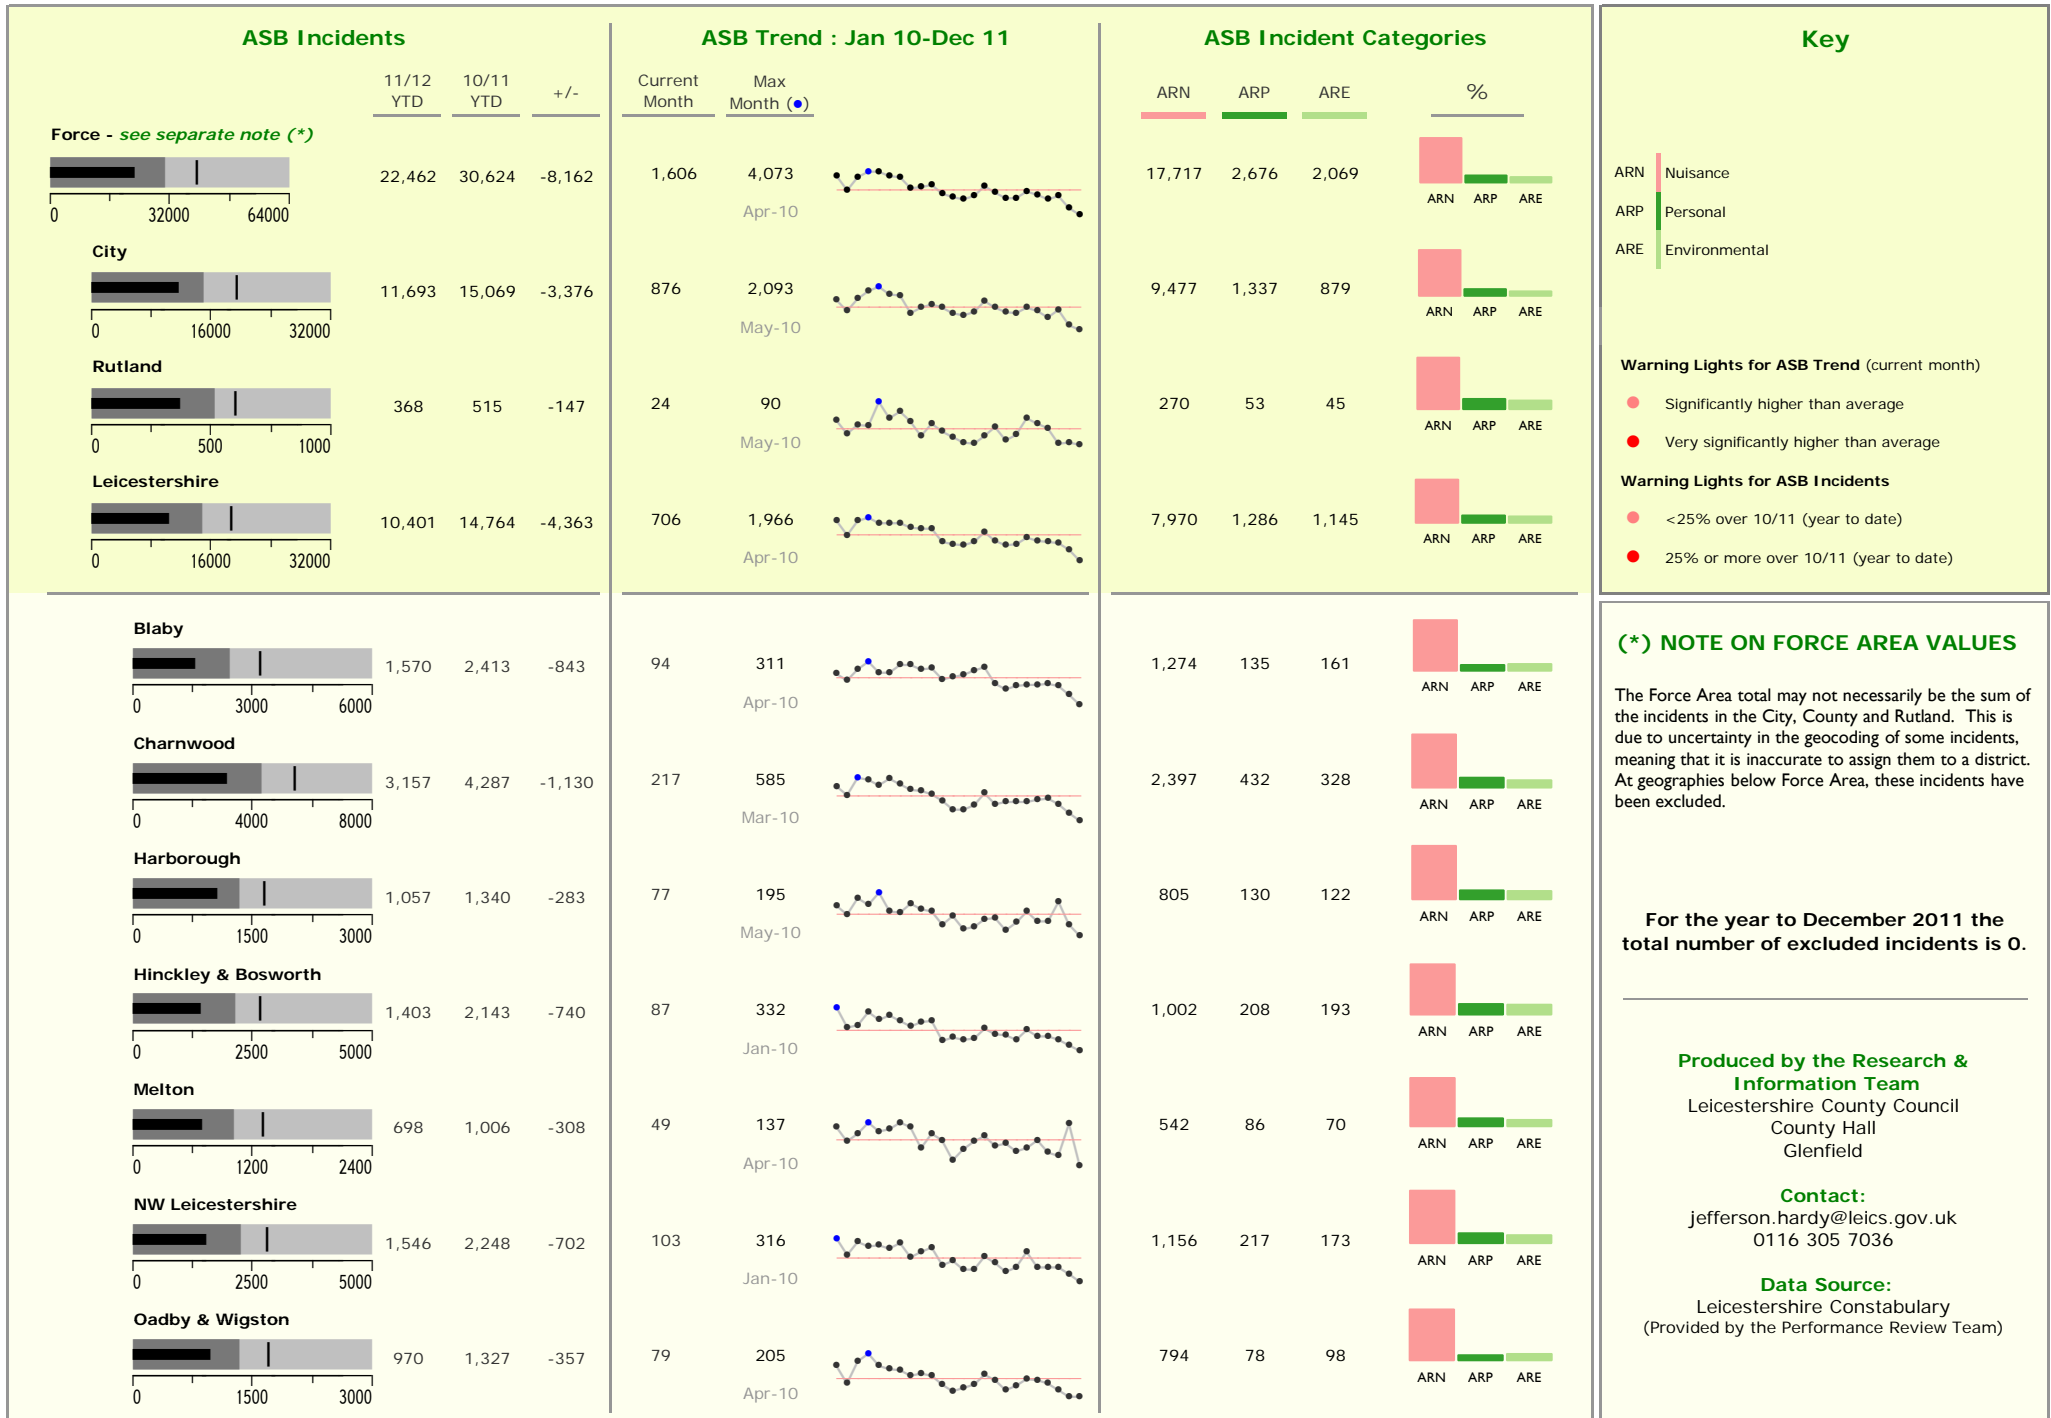 ASB Incidents
11/12 YTD 10/11 YTD +/-
ASB Trend : Jan 10-Dec 11
Current Month Max Month (●)
ASB Incident Categories
ARN ARP ARE %
Force - see separate note (*)
22,462 30,624 -8,162 1,606 4,073 17,717 2,676 2,069
Apr-10
ARN ARP ARE
0 32000 64000
City
11,693 15,069 -3,376 876 2,093 9,477 1,337 879
May-10
ARN ARP ARE
0 16000 32000
Rutland
368 515 -147 24 90 270 53 45
May-10
ARN ARP ARE
0 500 1000
Leicestershire
10,401 14,764 -4,363 706 1,966 7,970 1,286 1,145
Apr-10
ARN ARP ARE
0 16000 32000
Blaby
1,570 2,413 -843 94 311 1,274 135 161
Apr-10
ARN ARP ARE
0 3000 6000
Charnwood
3,157 4,287 -1,130 217 585 2,397 432 328
Mar-10
ARN ARP ARE
0 4000 8000
Harborough
1,057 1,340 -283 77 195 805 130 122
May-10
ARN ARP ARE
0 1500 3000
Hinckley & Bosworth
1,403 2,143 -740 87 332 1,002 208 193
Jan-10
ARN ARP ARE
0 2500 5000
Melton
698 1,006 -308 49 137 542 86 70
Apr-10
ARN ARP ARE
0 1200 2400
NW Leicestershire
1,546 2,248 -702 103 316 1,156 217 173
Jan-10
ARN ARP ARE
0 2500 5000
Oadby & Wigston
970 1,327 -357 79 205 794 78 98
Apr-10
ARN ARP ARE
0 1500 3000
Key
ARN Nuisance
ARP Personal
ARE Environmental
Warning Lights for ASB Trend (current month)
Significantly higher than average
Very significantly higher than average
Warning Lights for ASB Incidents
<25% over 10/11 (year to date)
25% or more over 10/11 (year to date)
(*) NOTE ON FORCE AREA VALUES
The Force Area total may not necessarily be the sum of
the incidents in the City, County and Rutland. This is
due to uncertainty in the geocoding of some incidents,
meaning that it is inaccurate to assign them to a district.
At geographies below Force Area, these incidents have
been excluded.
For the year to December 2011 the
total number of excluded incidents is 0.
Produced by the Research &
Information Team
Leicestershire County Council
County Hall
Glenfield
Contact:
jefferson.hardy@leics.gov.uk
0116 305 7036
Data Source:
Leicestershire Constabulary
(Provided by the Performance Review Team)